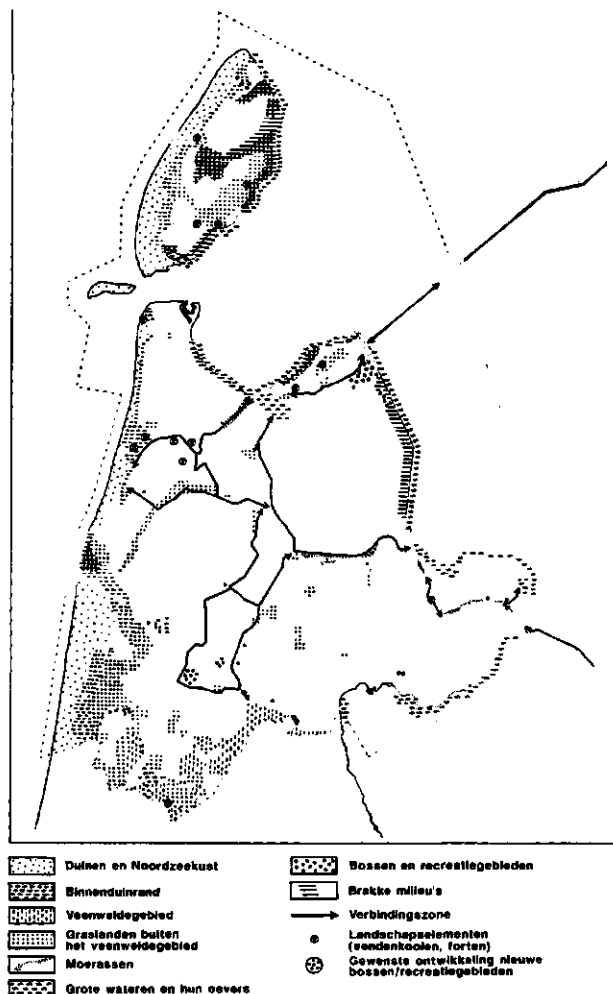 Duinen en Noordzeekust
Binnenduinrand
Veenweidegebied
Graslanden buiten
het veenweidegebied
Moerassen
Grote wateren en hun oevers
Bossen en recreatiegebieden
Brakke milieu's
Verbindingszone
Landschapselementen
(eendenkooien, forten)
Gewenste ontwikkeling nieuwe
bossen/recreatiegebieden